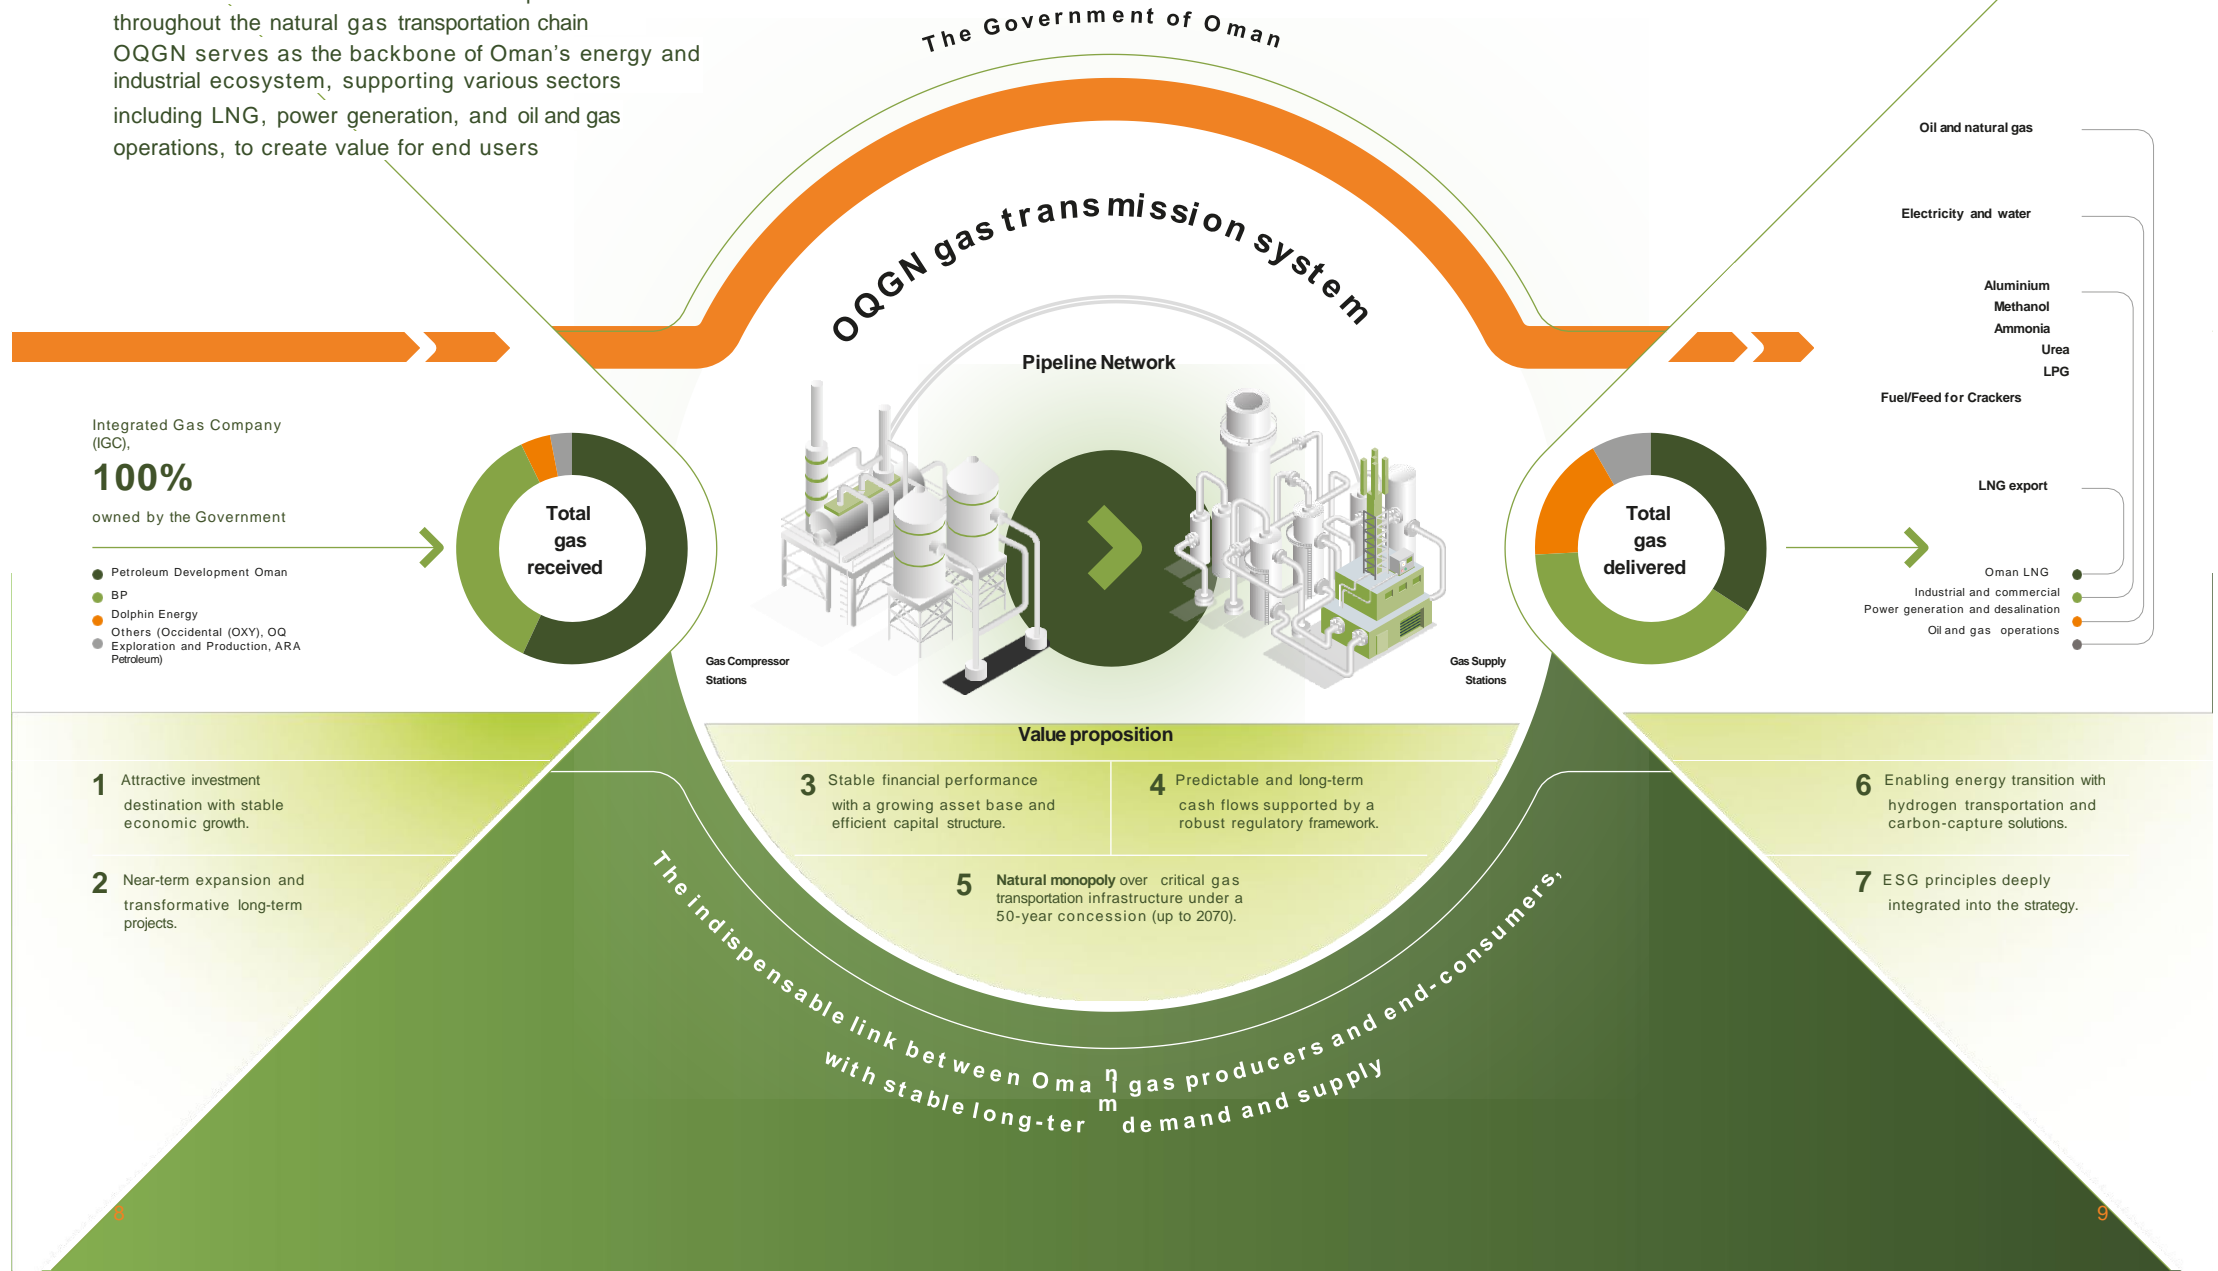 throughout the natural gas transportation chain
OQGN serves as the backbone of Oman's energy and
industrial ecosystem, supporting various sectors
including LNG, power generation, and oil and gas
operations, to create value for end users
The Government of Oman
OQGN gas transmission system
Pipeline Network
Integrated Gas Company
(IGC),
100%
owned by the Government
Petroleum Development Oman
BP
Dolphin Energy
Others (Occidental (OXY), OQ
Exploration and Production, ARA
Petroleum)
Total
gas
received
Gas Compressor
Stations
Gas Supply
Stations
Total
gas
delivered
Oil and natural gas
Electricity and water
Aluminium
Methanol
Ammonia
Urea
LPG
Fuel/Feed for Crackers
LNG export
Oman LNG
Industrial and commercial
Power generation and desalination
Oil and gas operations
Value proposition
1 Attractive investment
destination with stable
economic growth.
2 Near-term expansion and
transformative long-term
projects.
3 Stable financial performance
with a growing asset base and
efficient capital structure.
4 Predictable and long-term
cash flows supported by a
robust regulatory framework.
5 Natural monopoly over critical gas
transportation infrastructure under a
50-year concession (up to 2070).
6 Enabling energy transition with
hydrogen transportation and
carbon-capture solutions.
7 ESG principles deeply
integrated into the strategy.
The indispensable link between Omani gas producers and end-consumers,
with stable long-term demand and supply
8
9